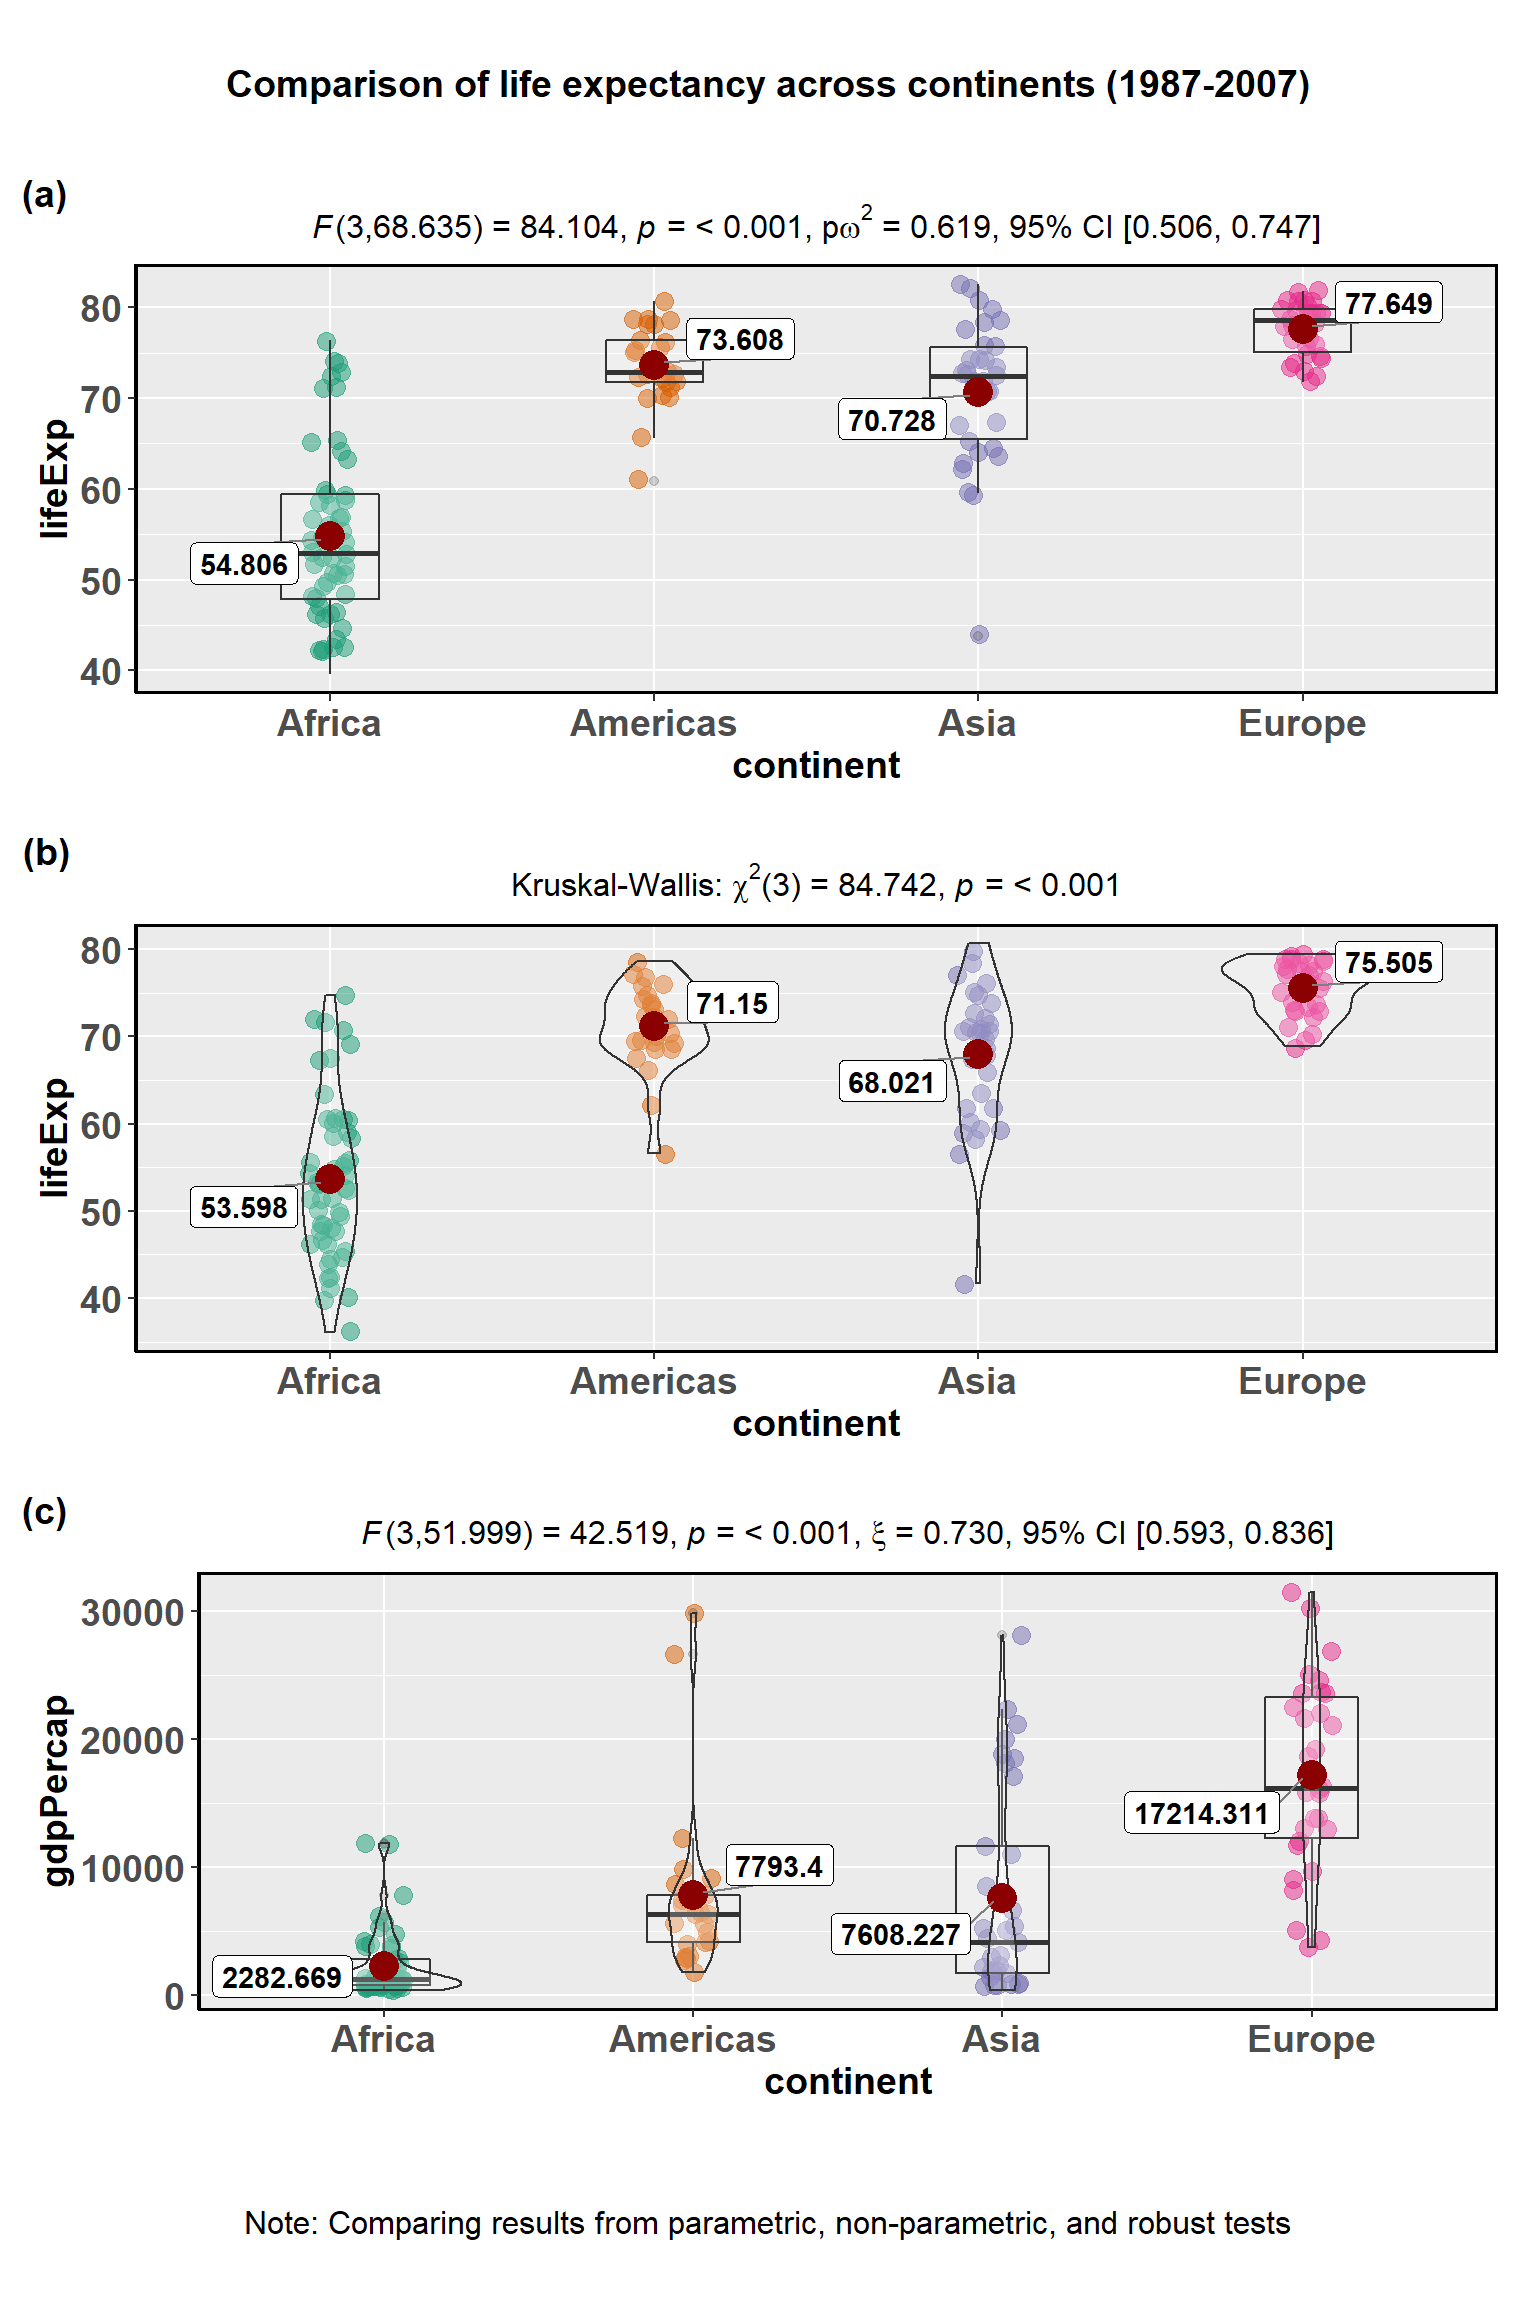 Comparison of life expectancy across continents (1987-2007)
(a)
F(3,68.635) = 84.104, p = < 0.001, pω² = 0.619, 95% CI [0.506, 0.747]
lifeExp
80
70
60
50
40
54.806
73.608
70.728
77.649
Africa Americas Asia Europe
continent
(b)
Kruskal-Wallis: χ²(3) = 84.742, p = < 0.001
lifeExp
80
70
60
50
40
53.598
71.15
68.021
75.505
Africa Americas Asia Europe
continent
(c)
F(3,51.999) = 42.519, p = < 0.001, ξ = 0.730, 95% CI [0.593, 0.836]
gdpPercap
30000
20000
10000
0
2282.669
7793.4
7608.227
17214.311
Africa Americas Asia Europe
continent
Note: Comparing results from parametric, non-parametric, and robust tests